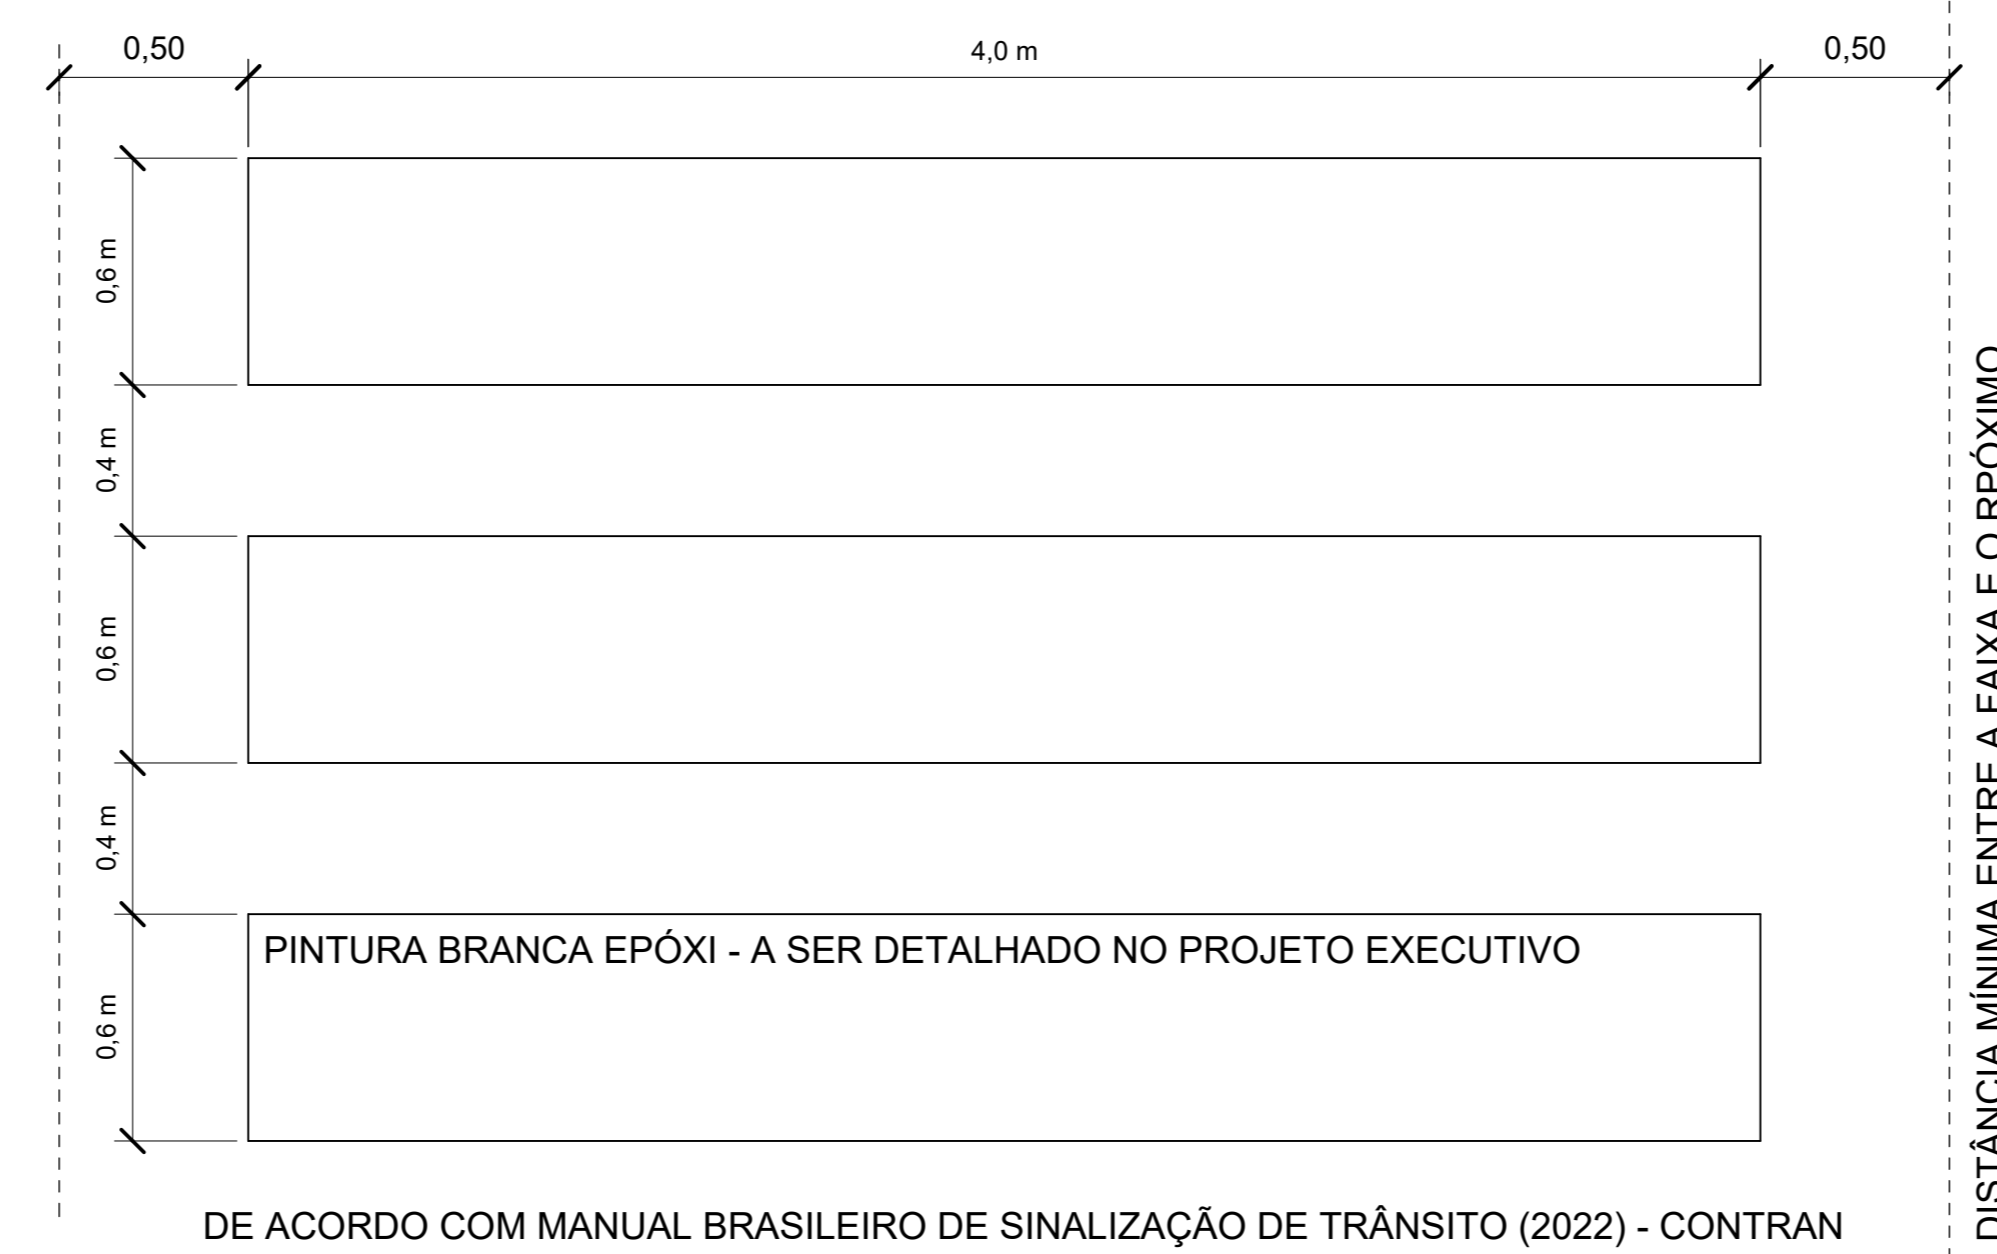 0,50
4,0 m
0,50
0,6 m
0,4 m
0,6 m
0,4 m
0,6 m
PINTURA BRANCA EPÓXI - A SER DETALHADO NO PROJETO EXECUTIVO
DE ACORDO COM MANUAL BRASILEIRO DE SINALIZAÇÃO DE TRÂNSITO (2022) - CONTRAN
DISTÂNCIA MÍNIMA ENTRE A FAIXA E O RPÓXIMO